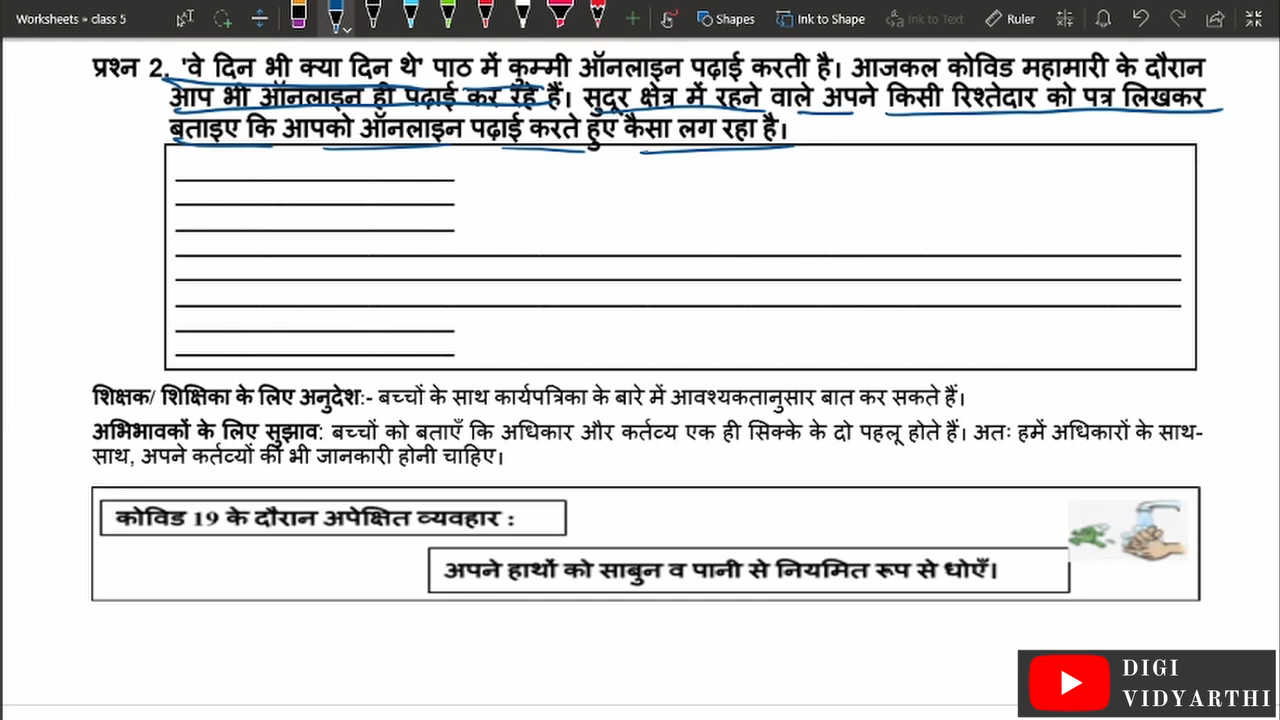 Worksheets » class 5
Shapes
Ink to Shape
Ink to Text
Ruler
प्रश्न 2. 'वे दिन भी क्या दिन थे' पाठ में कुम्मी ऑनलाइन पढ़ाई करती है। आजकल कोविड महामारी के दौरान
आप भी ऑनलाइन ही पढ़ाई कर रहे हैं। सुदूर क्षेत्र में रहने वाले अपने किसी रिश्तेदार को पत्र लिखकर
बताइए कि आपको ऑनलाइन पढ़ाई करते हुए कैसा लग रहा है।
शिक्षक/ शिक्षिका के लिए अनुदेश:- बच्चों के साथ कार्यपत्रिका के बारे में आवश्यकतानुसार बात कर सकते हैं।
अभिभावकों के लिए सुझाव: बच्चों को बताएँ कि अधिकार और कर्तव्य एक ही सिक्के के दो पहलू होते हैं। अतः हमें अधिकारों के साथ-
साथ, अपने कर्तव्यों की भी जानकारी होनी चाहिए।
कोविड 19 के दौरान अपेक्षित व्यवहार :
अपने हाथों को साबुन व पानी से नियमित रूप से धोएँ।
DIGI
VIDYARTHI